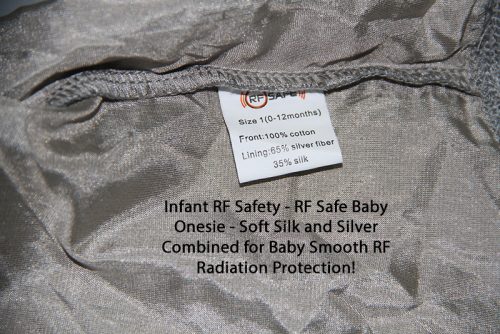 RF SAFE
Size 1(0-12months)
Front:100% cotton
Lining:65% silver fiber
35% silk
Infant RF Safety - RF Safe Baby
Onesie - Soft Silk and Silver
Combined for Baby Smooth RF
Radiation Protection!